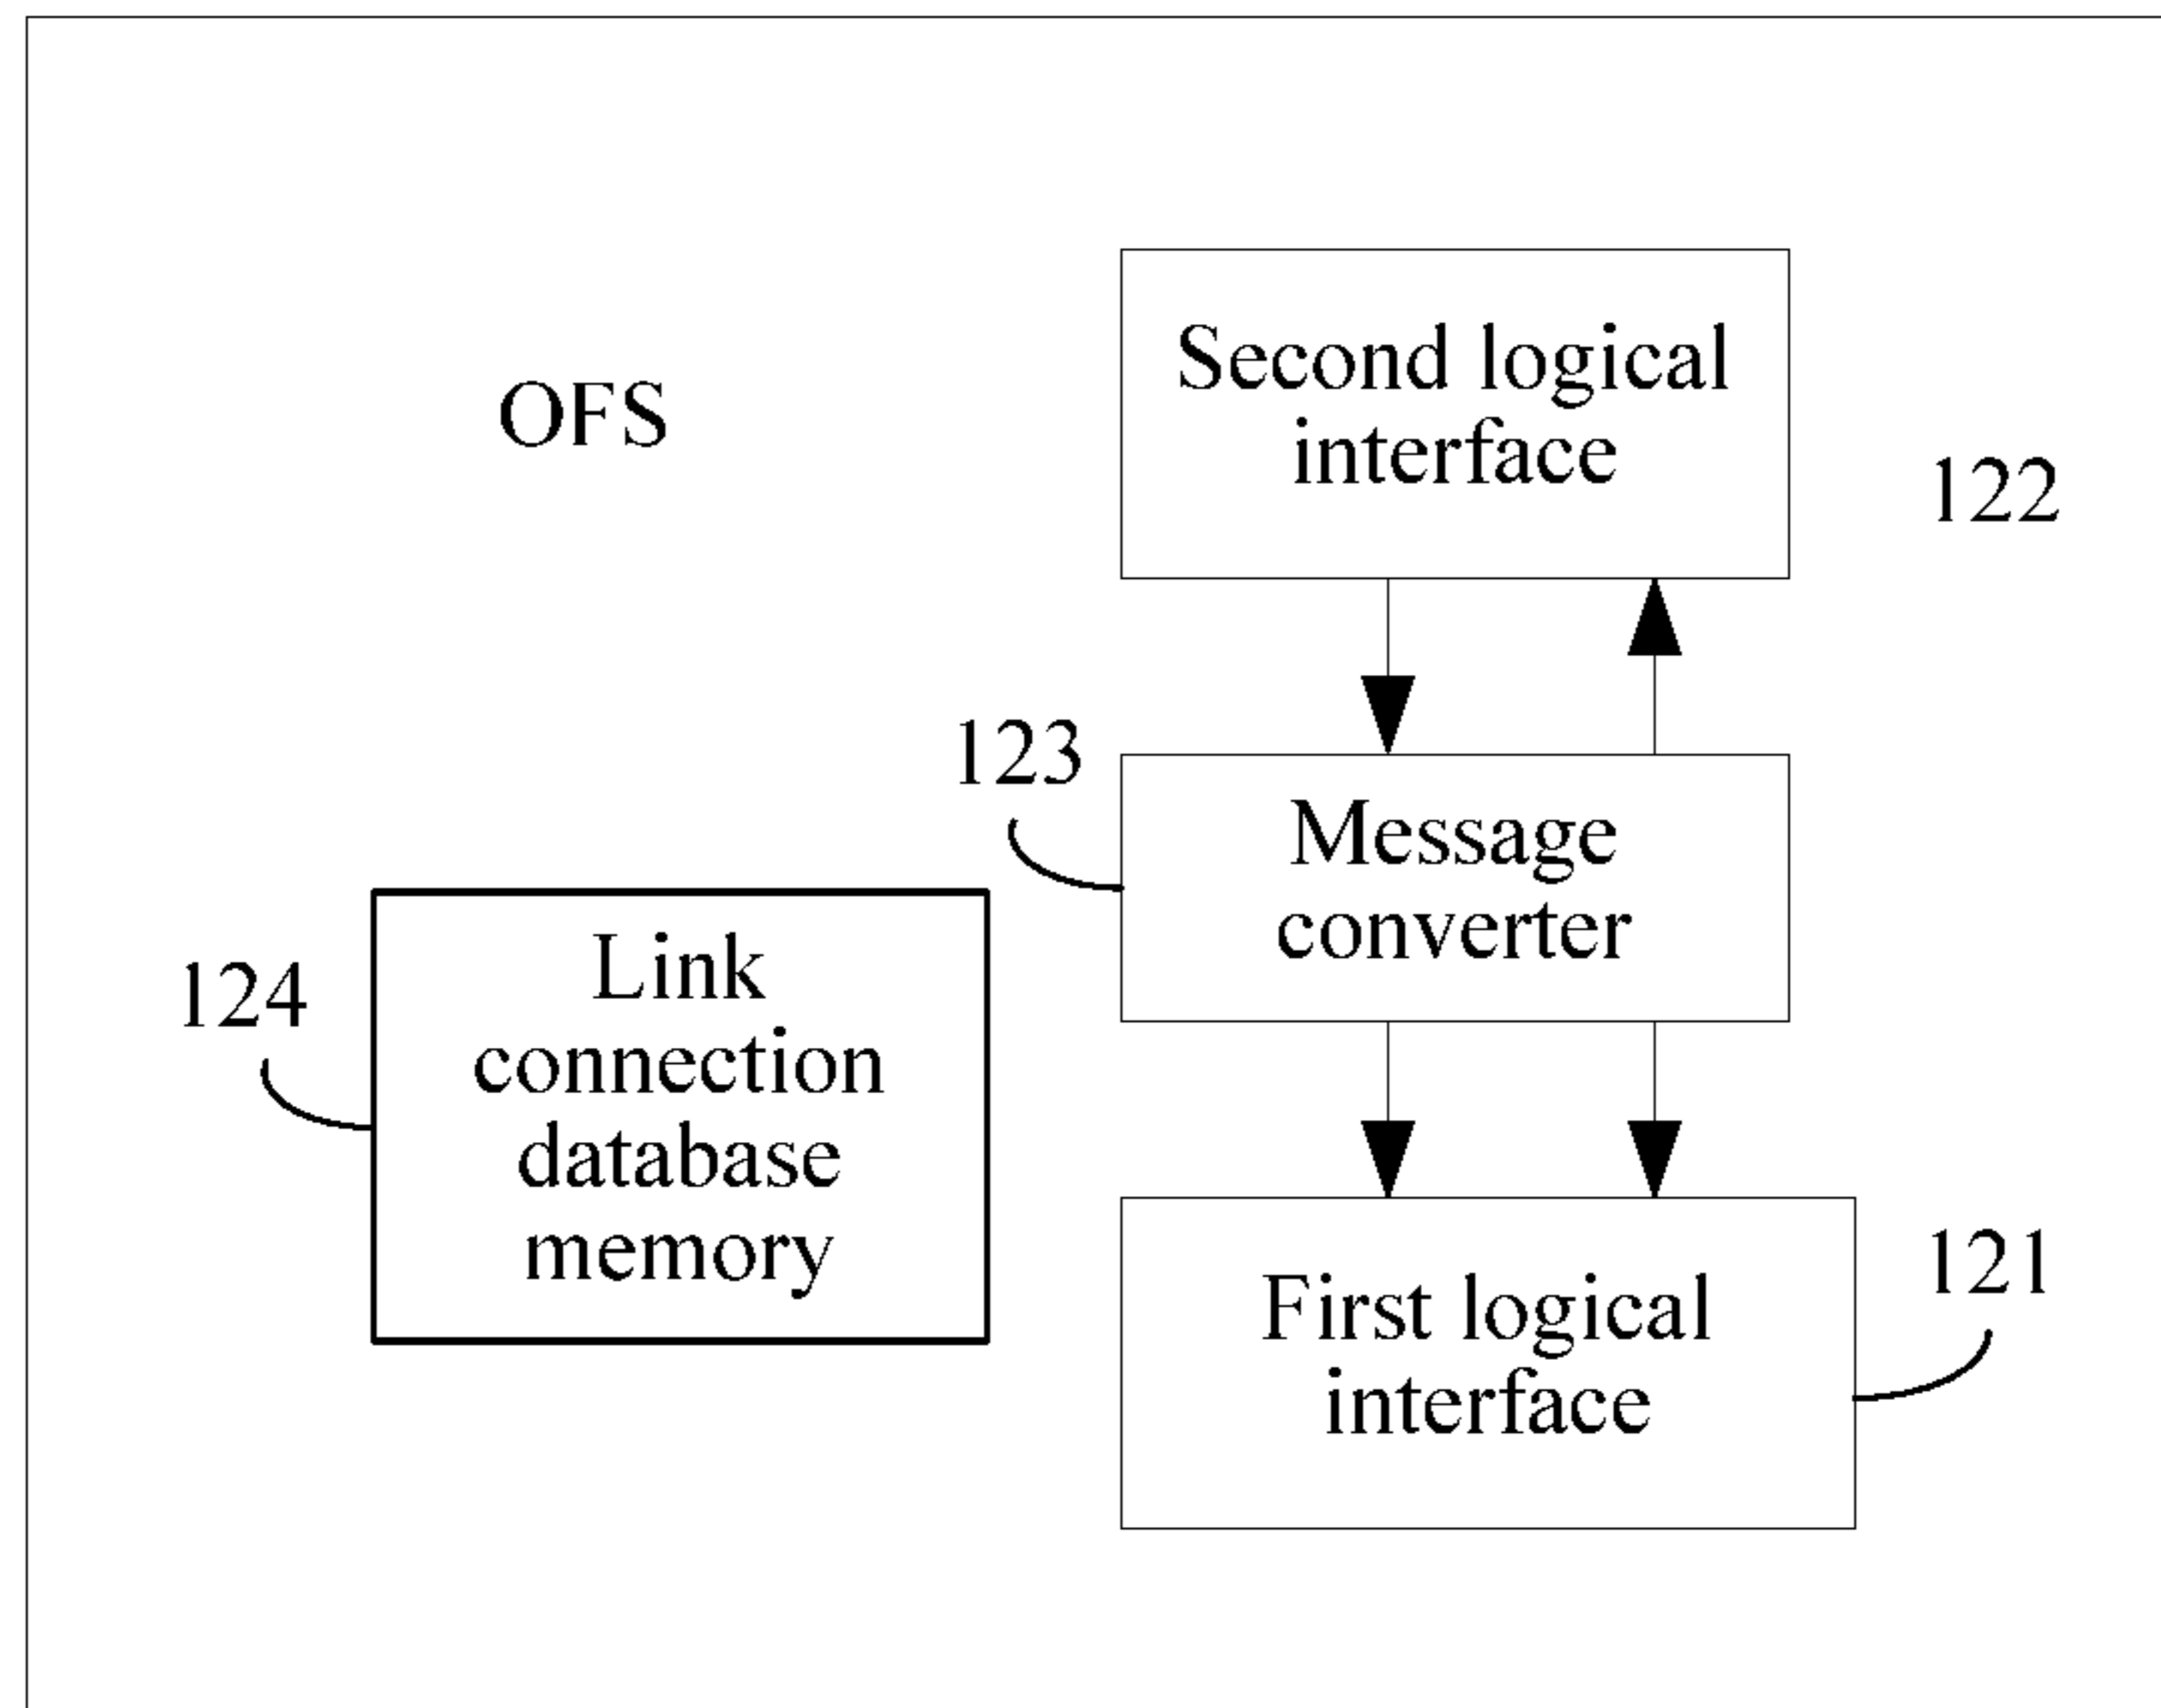 OFS
Second logical
interface
122
123
Message
converter
124
Link
connection
database
memory
121
First logical
interface